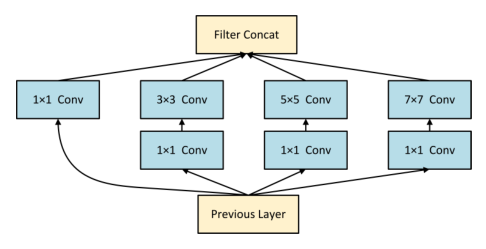 Filter Concat
1×1 Conv
3×3 Conv
5×5 Conv
7×7 Conv
1×1 Conv
1×1 Conv
1×1 Conv
Previous Layer